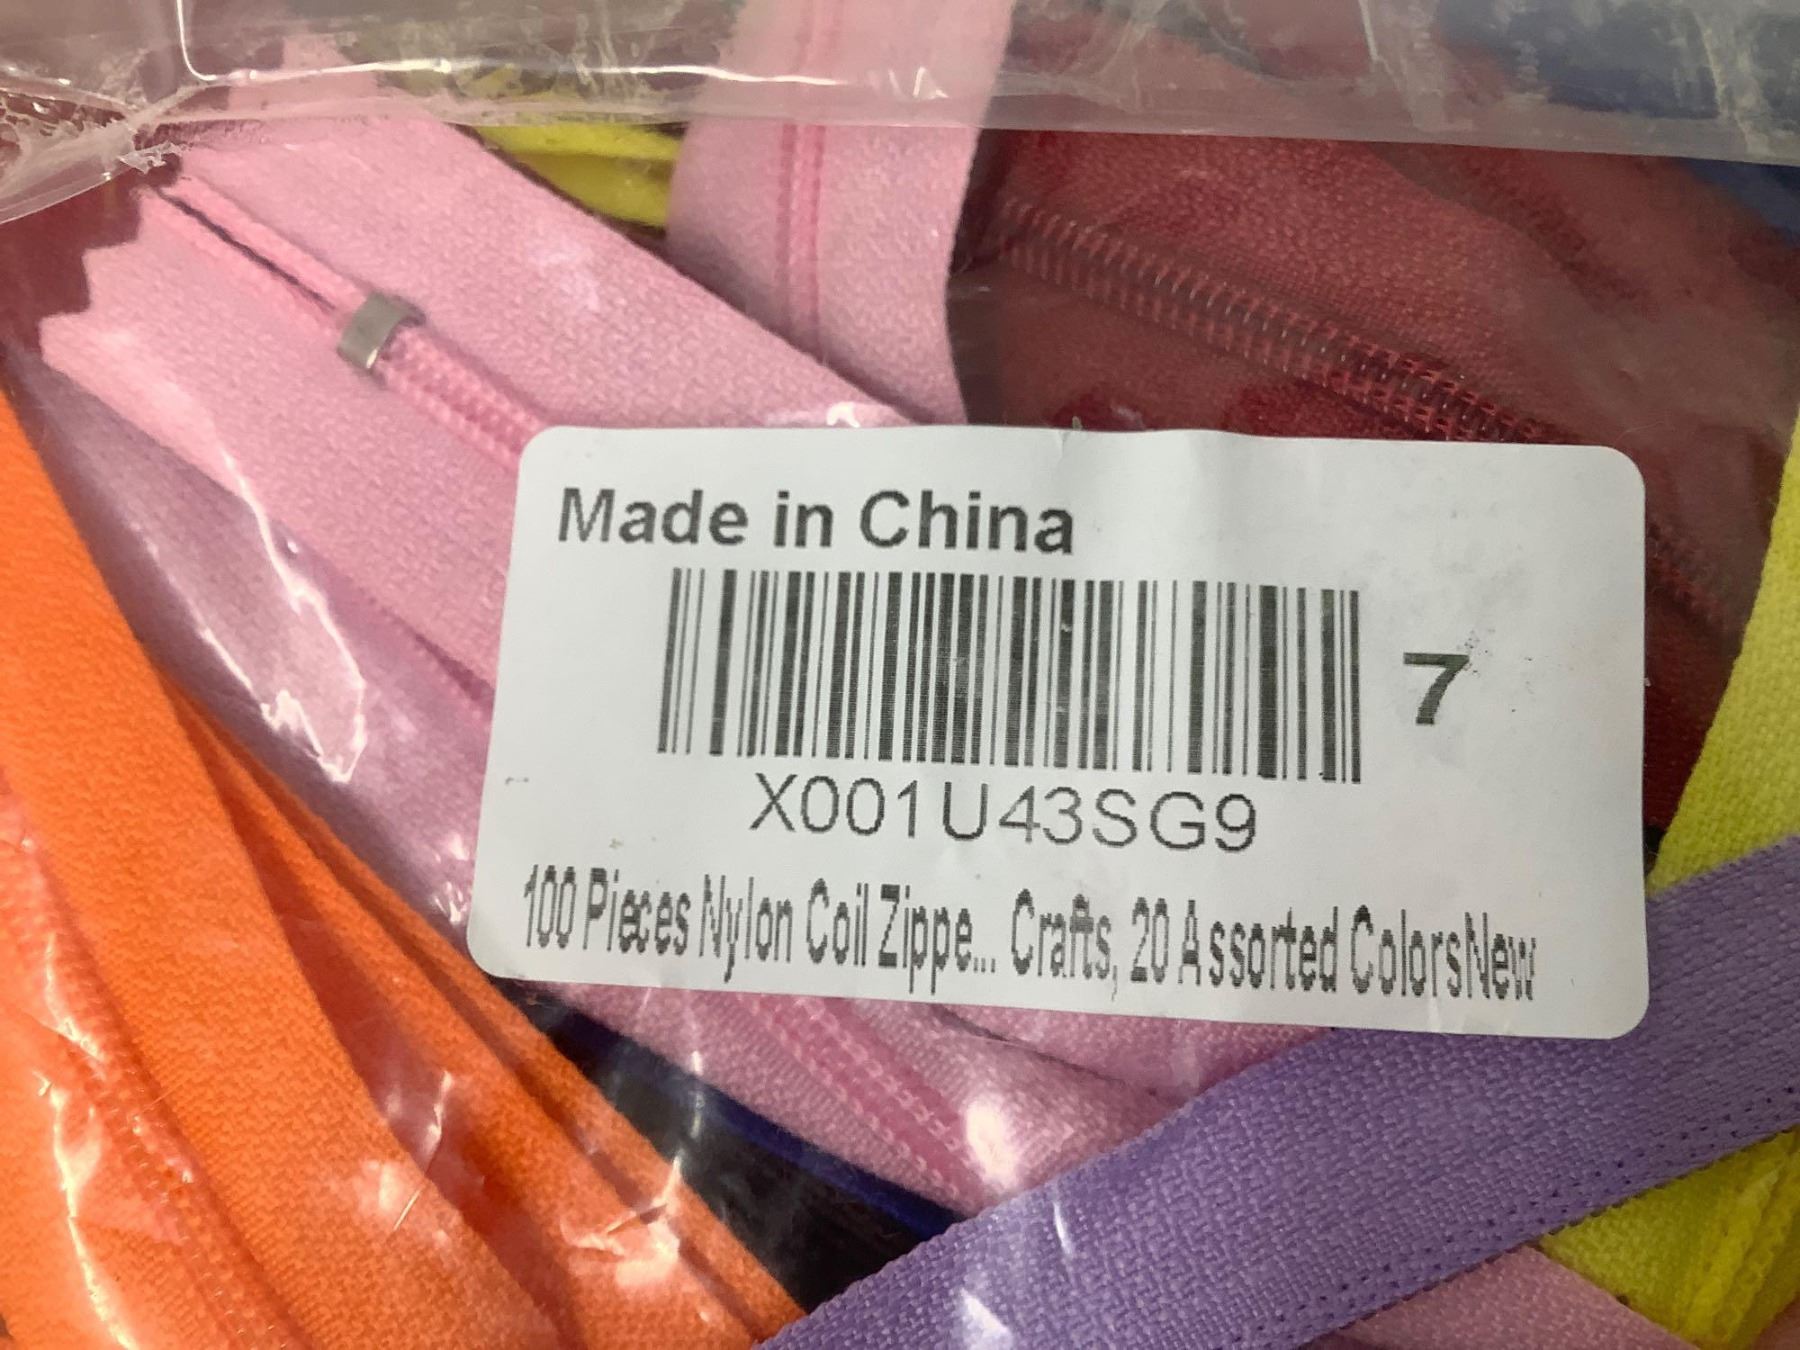 Made in China
7
X001U43SG9
100 Pieces Nylon Coil Zippe... Crafts, 20 Assorted ColorsNew